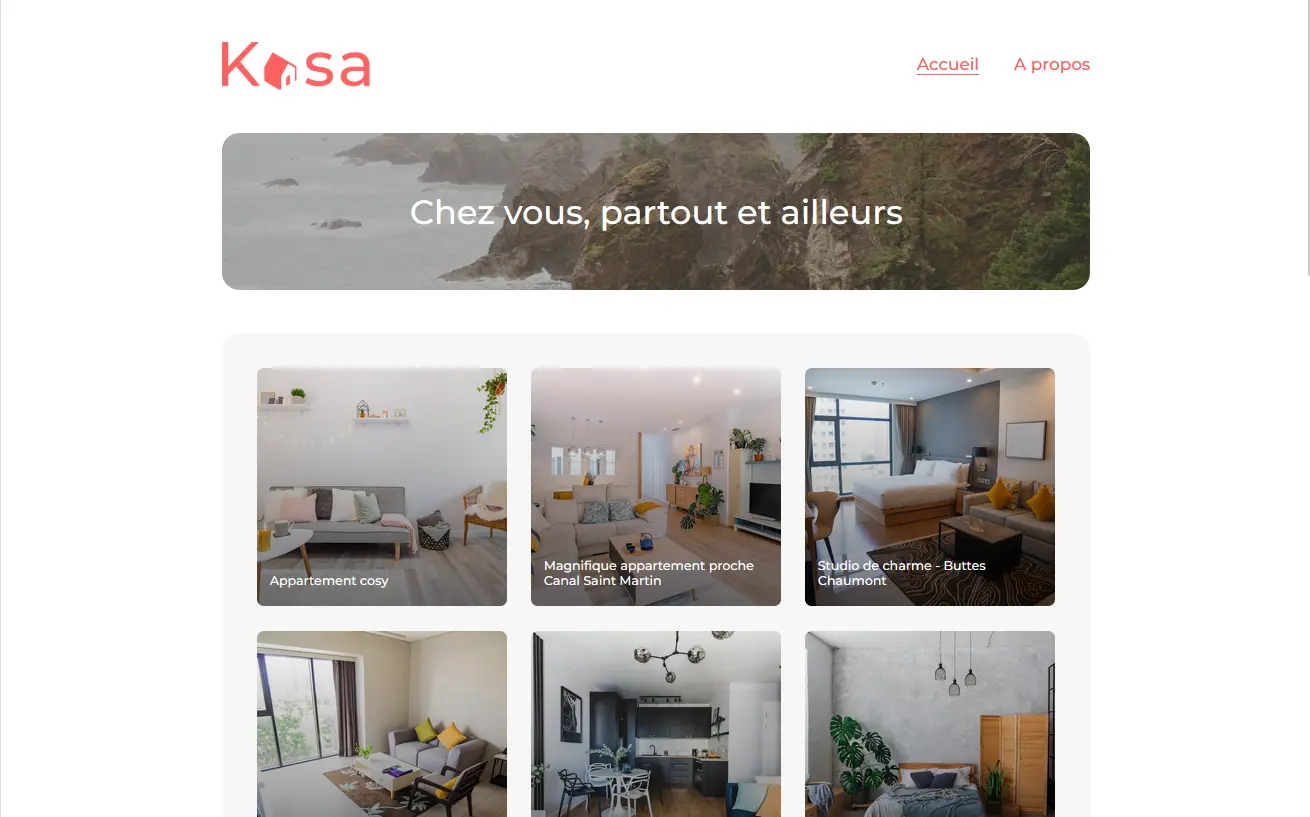 Kasa
Accueil
A propos
Chez vous, partout et ailleurs
Appartement cosy
Magnifique appartement proche
Canal Saint Martin
Studio de charme - Buttes
Chaumont